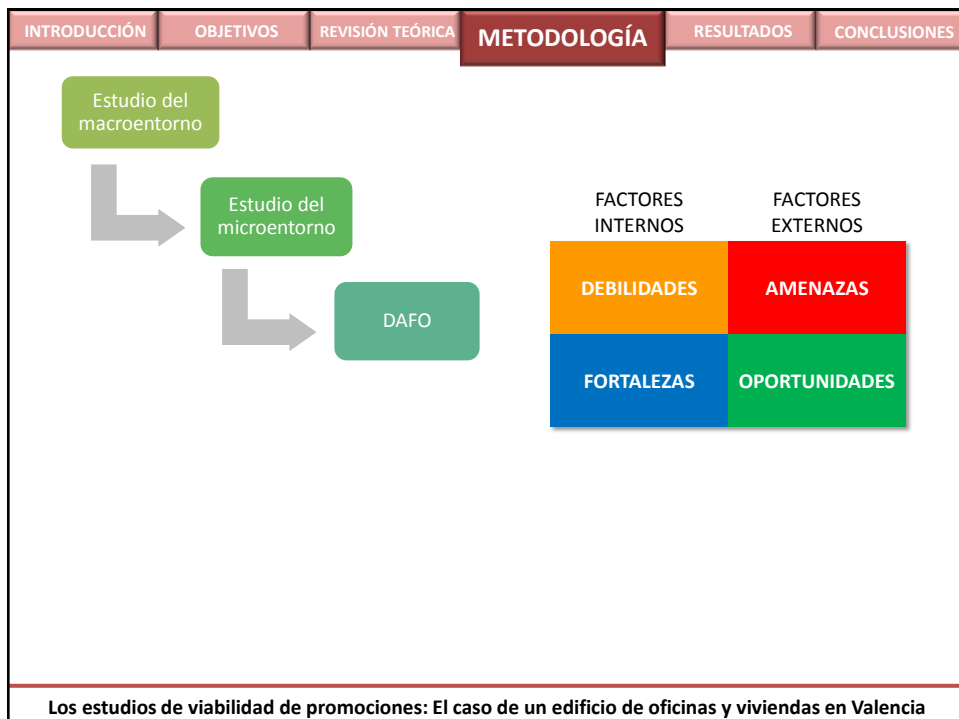 INTRODUCCIÓN
OBJETIVOS
REVISIÓN TEÓRICA
METODOLOGÍA
RESULTADOS
CONCLUSIONES
Estudio del
macroentorno
Estudio del
microentorno
DAFO
FACTORES
INTERNOS
FACTORES
EXTERNOS
DEBILIDADES
AMENAZAS
FORTALEZAS
OPORTUNIDADES
Los estudios de viabilidad de promociones: El caso de un edificio de oficinas y viviendas en Valencia